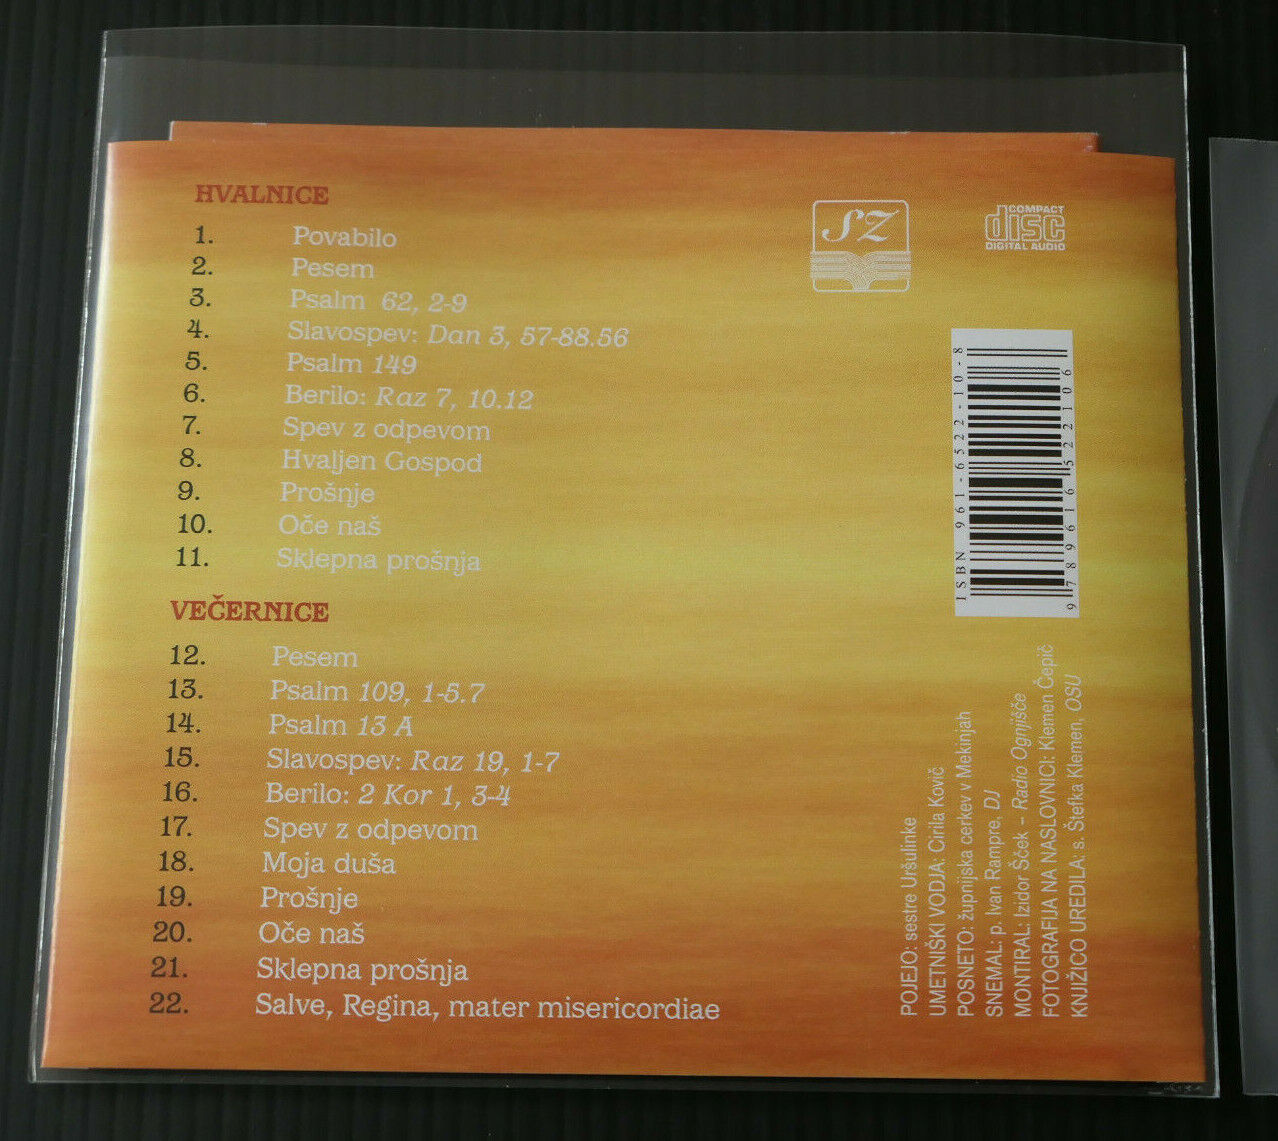 HVALNICE
1. Povabilo
2. Pesem
3. Psalm 62, 2-9
4. Slavospev: Dan 3, 57-88.56
5. Psalm 149
6. Berilo: Raz 7, 10.12
7. Spev z odpevom
8. Hvaljen Gospod
9. Prošnje
10. Oče naš
11. Sklepna prošnja
VEČERNICE
12. Pesem
13. Psalm 109, 1-5.7
14. Psalm 13 A
15. Slavospev: Raz 19, 1-7
16. Berilo: 2 Kor 1, 3-4
17. Spev z odpevom
18. Moja duša
19. Prošnje
20. Oče naš
21. Sklepna prošnja
22. Salve, Regina, mater misericordiae
SZ
COMPACT
disc
DIGITAL AUDIO
ISBN 961-6522-10-8
9 789616 522106
POJEJO: sestre Uršulinke
UMETNIŠKI VODJA: Cirila Kovič
POSNETO: župnijska cerkev v Mekinjah
SNEMAL: p. Ivan Rampre, DJ
MONTIRAL: Izidor Šček – Radio Ognjišče
FOTOGRAFIJA NA NASLOVNICI: Klemen Čepič
KNJIŽICO UREDILA: s. Štefka Klemen, OSU